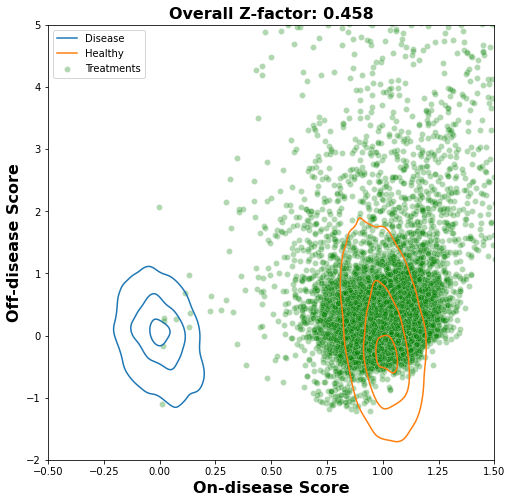 Overall Z-factor: 0.458
Disease
Healthy
Treatments
Off-disease Score
5
4
3
2
1
0
−1
−2
−0.50
−0.25
0.00
0.25
0.50
0.75
1.00
1.25
1.50
On-disease Score